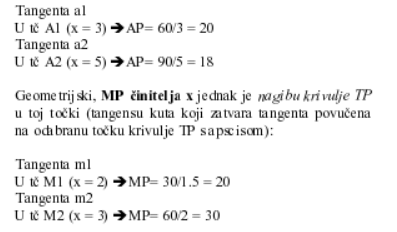 Tangenta a1
U tč A1 (x = 3) ➔AP= 60/3 = 20
Tangenta a2
U tč A2 (x = 5) ➔AP= 90/5 = 18
Geometrijski, MP činitelja x jednak je nagibu krivulje TP
u toj točki (tangensu kuta koji zatvara tangenta povučena
na odabranu točku krivulje TP s apscisom):
Tangenta m1
U tč M1 (x = 2) ➔MP= 30/1.5 = 20
Tangenta m2
U tč M2 (x = 3) ➔MP= 60/2 = 30